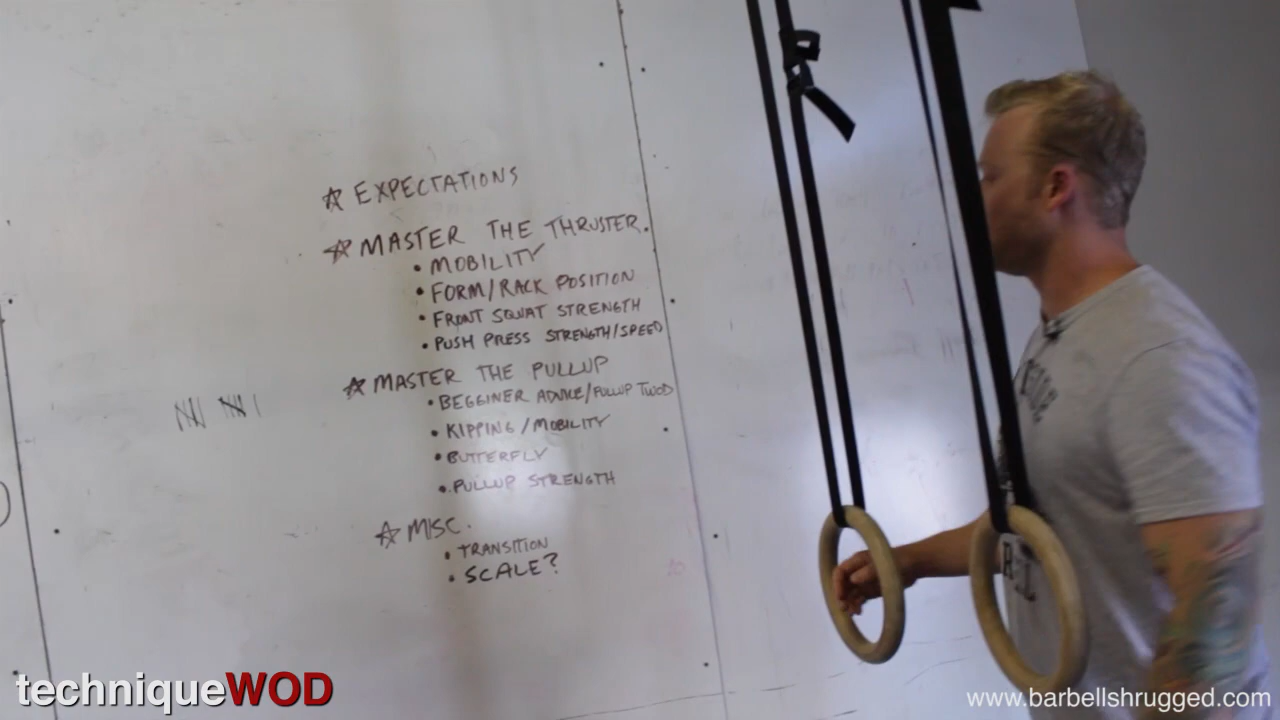 ☆ EXPECTATIONS
☆ MASTER THE THRUSTER.
• MOBILITY
• FORM/RACK POSITION
• FRONT SQUAT STRENGTH
• PUSH PRESS STRENGTH/SPEED
☆ MASTER THE PULLUP
• BEGGINER ADVICE/PULLUP TWOD
• KIPPING/MOBILITY
• BUTTERFLY
• PULLUP STRENGTH
☆ MISC.
• TRANSITION
• SCALE?
techniqueWOD
www.barbellshrugged.com